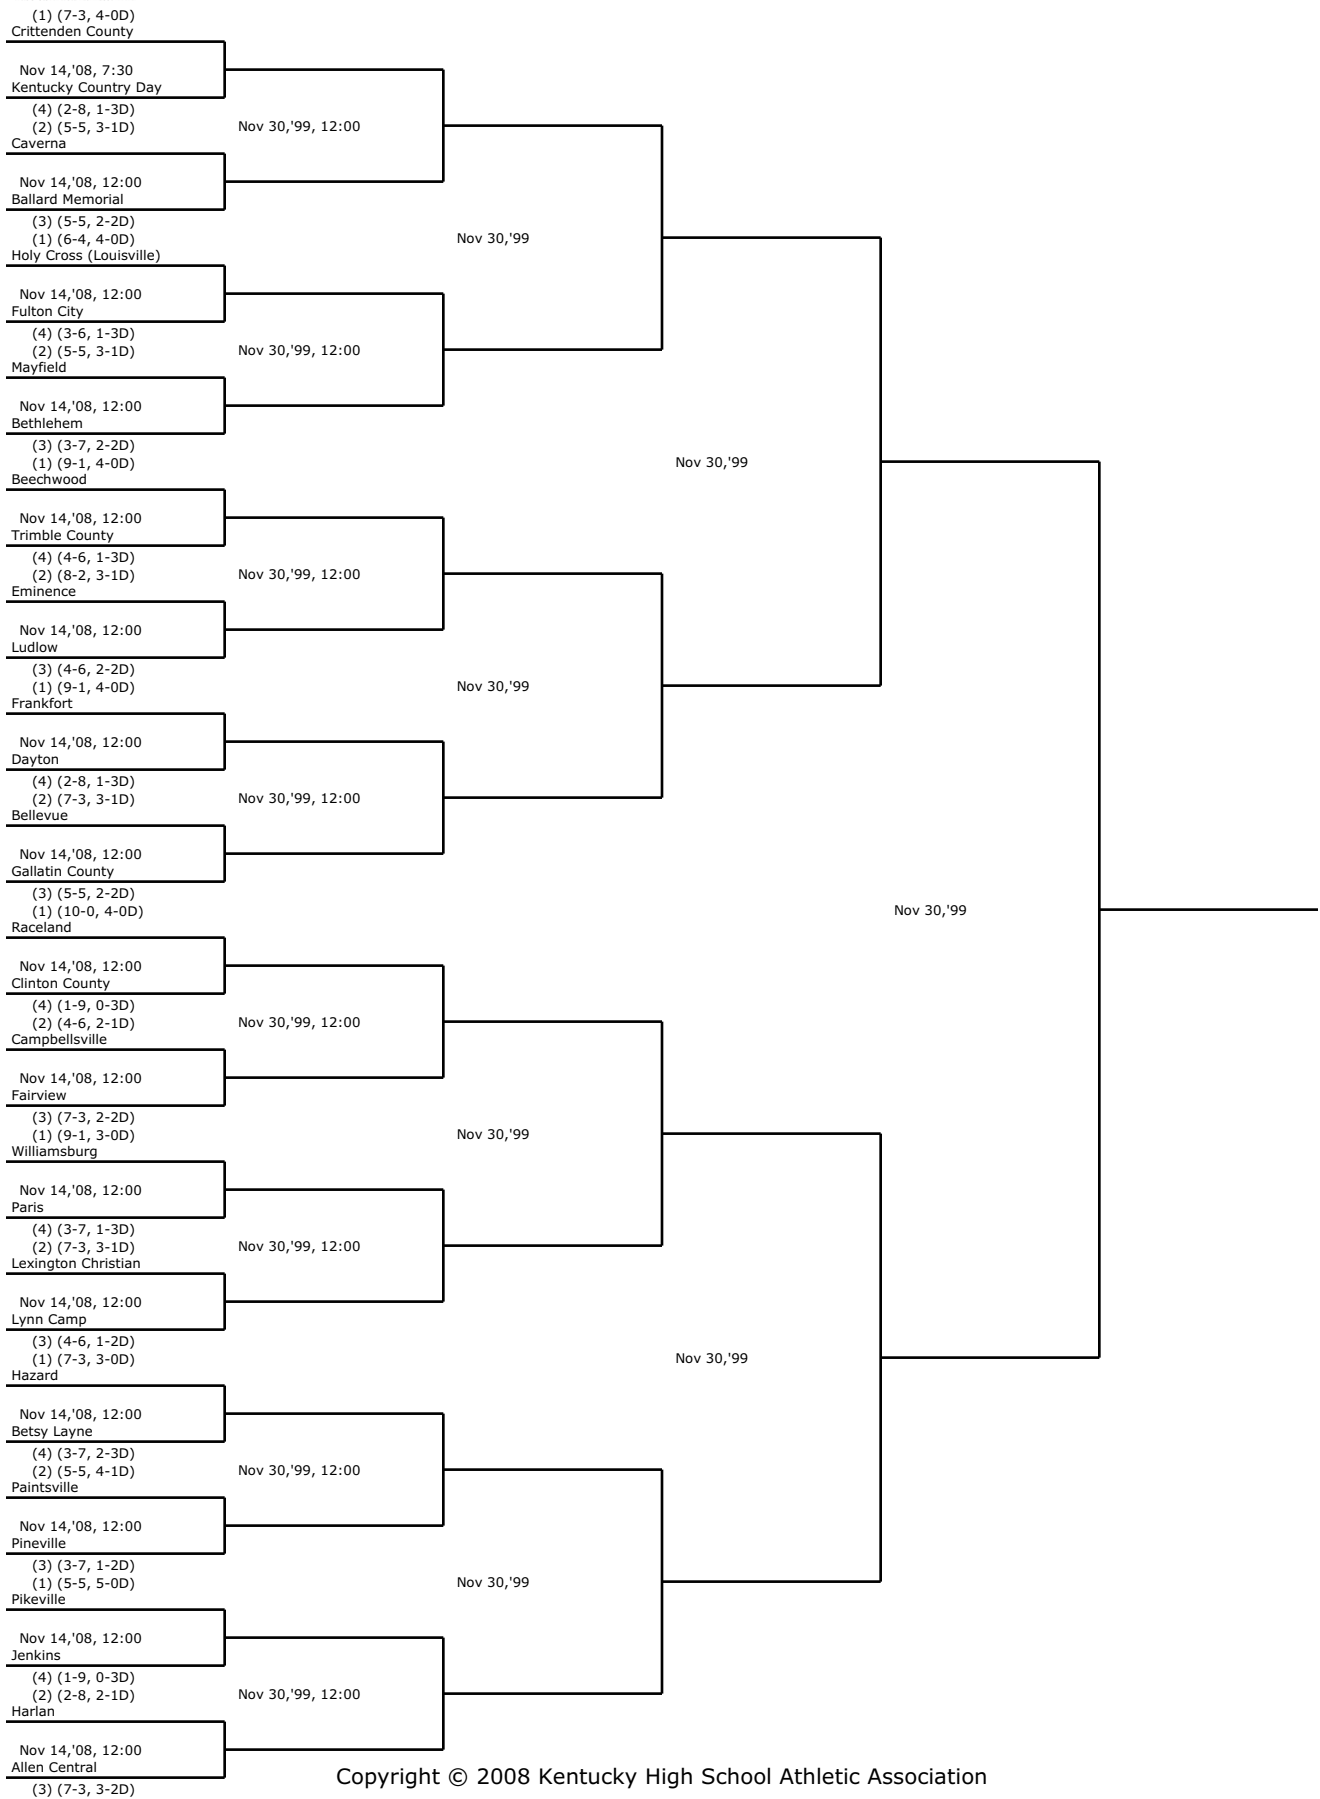 (1) (7-3, 4-0D)
Crittenden County
Nov 14,'08, 7:30
Kentucky Country Day
(4) (2-8, 1-3D)
(2) (5-5, 3-1D)
Nov 30,'99, 12:00
Caverna
Nov 14,'08, 12:00
Ballard Memorial
(3) (5-5, 2-2D)
(1) (6-4, 4-0D)
Nov 30,'99
Holy Cross (Louisville)
Nov 14,'08, 12:00
Fulton City
(4) (3-6, 1-3D)
(2) (5-5, 3-1D)
Nov 30,'99, 12:00
Mayfield
Nov 14,'08, 12:00
Bethlehem
(3) (3-7, 2-2D)
(1) (9-1, 4-0D)
Nov 30,'99
Beechwood
Nov 14,'08, 12:00
Trimble County
(4) (4-6, 1-3D)
(2) (8-2, 3-1D)
Nov 30,'99, 12:00
Eminence
Nov 14,'08, 12:00
Ludlow
(3) (4-6, 2-2D)
(1) (9-1, 4-0D)
Nov 30,'99
Frankfort
Nov 14,'08, 12:00
Dayton
(4) (2-8, 1-3D)
(2) (7-3, 3-1D)
Nov 30,'99, 12:00
Bellevue
Nov 14,'08, 12:00
Gallatin County
(3) (5-5, 2-2D)
(1) (10-0, 4-0D)
Nov 30,'99
Raceland
Nov 14,'08, 12:00
Clinton County
(4) (1-9, 0-3D)
(2) (4-6, 2-1D)
Nov 30,'99, 12:00
Campbellsville
Nov 14,'08, 12:00
Fairview
(3) (7-3, 2-2D)
(1) (9-1, 3-0D)
Nov 30,'99
Williamsburg
Nov 14,'08, 12:00
Paris
(4) (3-7, 1-3D)
(2) (7-3, 3-1D)
Nov 30,'99, 12:00
Lexington Christian
Nov 14,'08, 12:00
Lynn Camp
(3) (4-6, 1-2D)
(1) (7-3, 3-0D)
Nov 30,'99
Hazard
Nov 14,'08, 12:00
Betsy Layne
(4) (3-7, 2-3D)
(2) (5-5, 4-1D)
Nov 30,'99, 12:00
Paintsville
Nov 14,'08, 12:00
Pineville
(3) (3-7, 1-2D)
(1) (5-5, 5-0D)
Nov 30,'99
Pikeville
Nov 14,'08, 12:00
Jenkins
(4) (1-9, 0-3D)
(2) (2-8, 2-1D)
Nov 30,'99, 12:00
Harlan
Nov 14,'08, 12:00
Allen Central
(3) (7-3, 3-2D)
Copyright © 2008 Kentucky High School Athletic Association